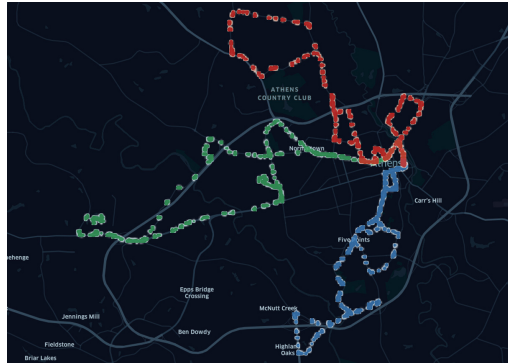 ATHENS
COUNTRY CLUB
Normaltown
Athens
Carr's Hill
Five Points
Epps Bridge
Crossing
McNutt Creek
Jennings Mill
Ben Dowdy
Fieldstone
Highland
Oaks
Briar Lakes